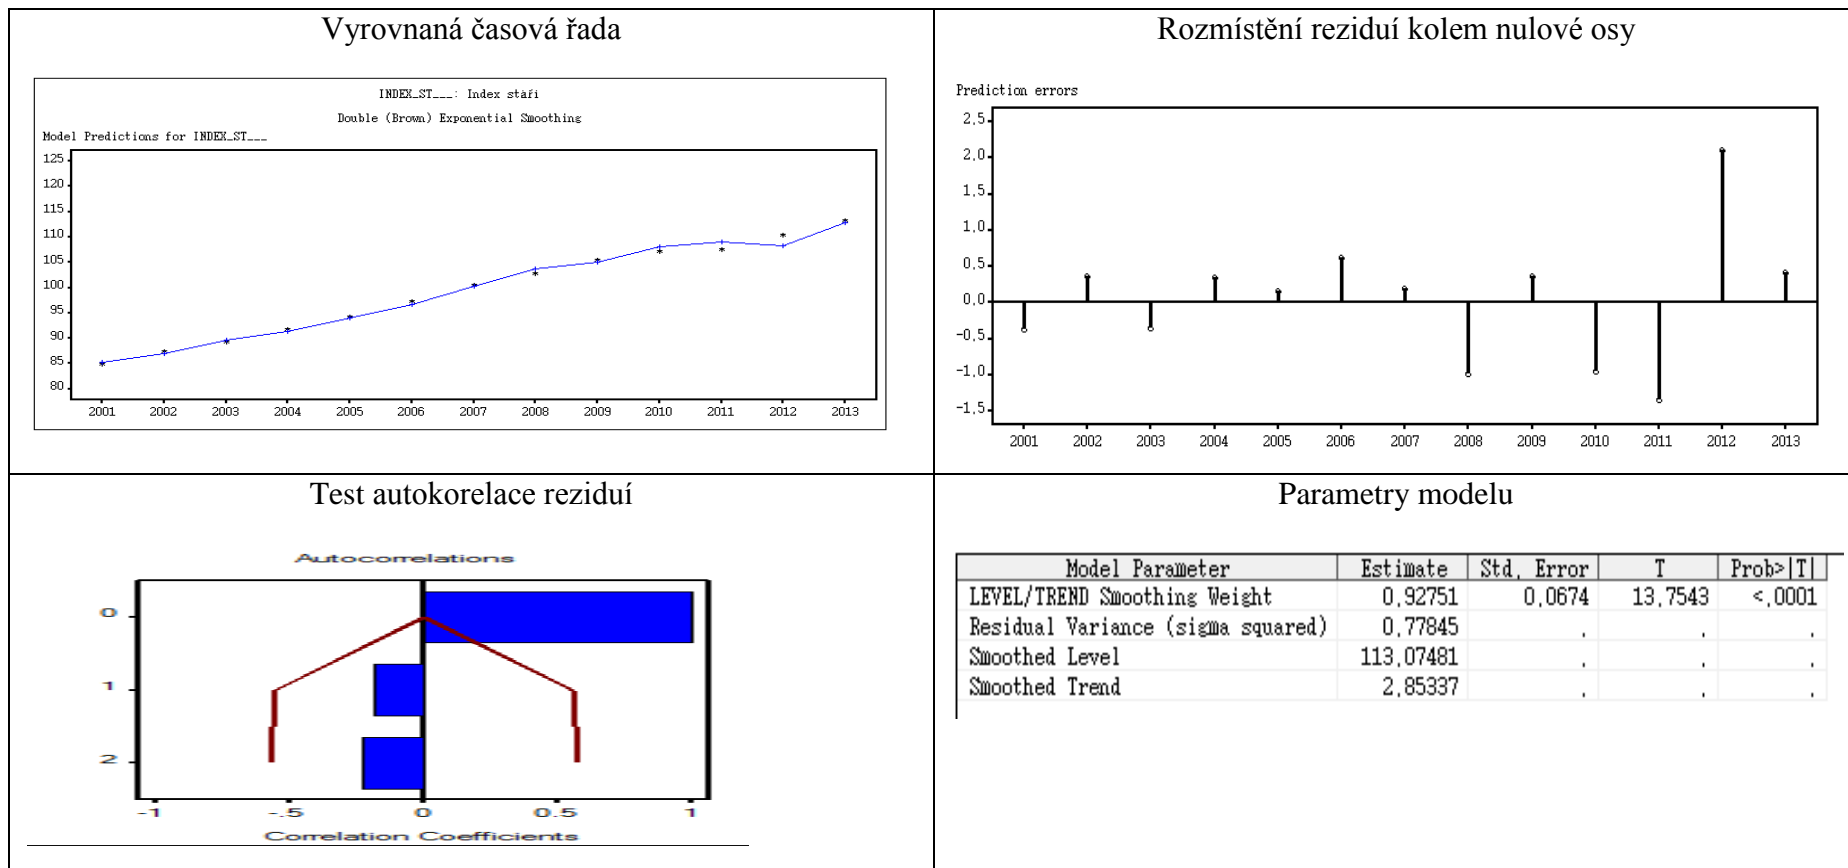 Vyrovnaná časová řada
INDEX_ST___: Index stáří
Double (Brown) Exponential Smoothing
Model Predictions for INDEX_ST___
125
120
115
110
105
100
95
90
85
80
2001 2002 2003 2004 2005 2006 2007 2008 2009 2010 2011 2012 2013
Rozmístění reziduí kolem nulové osy
Prediction errors
2,5
2,0
1,5
1,0
0,5
0,0
-0,5
-1,0
-1,5
2001 2002 2003 2004 2005 2006 2007 2008 2009 2010 2011 2012 2013
Test autokorelace reziduí
Autocorrelations
0
1
2
-1 -.5 0 0.5 1
Correlation Coefficients
Parametry modelu
Model Parameter Estimate Std, Error T Prob>|T|
LEVEL/TREND Smoothing Weight 0,92751 0,0674 13,7543 <,0001
Residual Variance (sigma squared) 0,77845 , , ,
Smoothed Level 113,07481 , , ,
Smoothed Trend 2,85337 , , ,